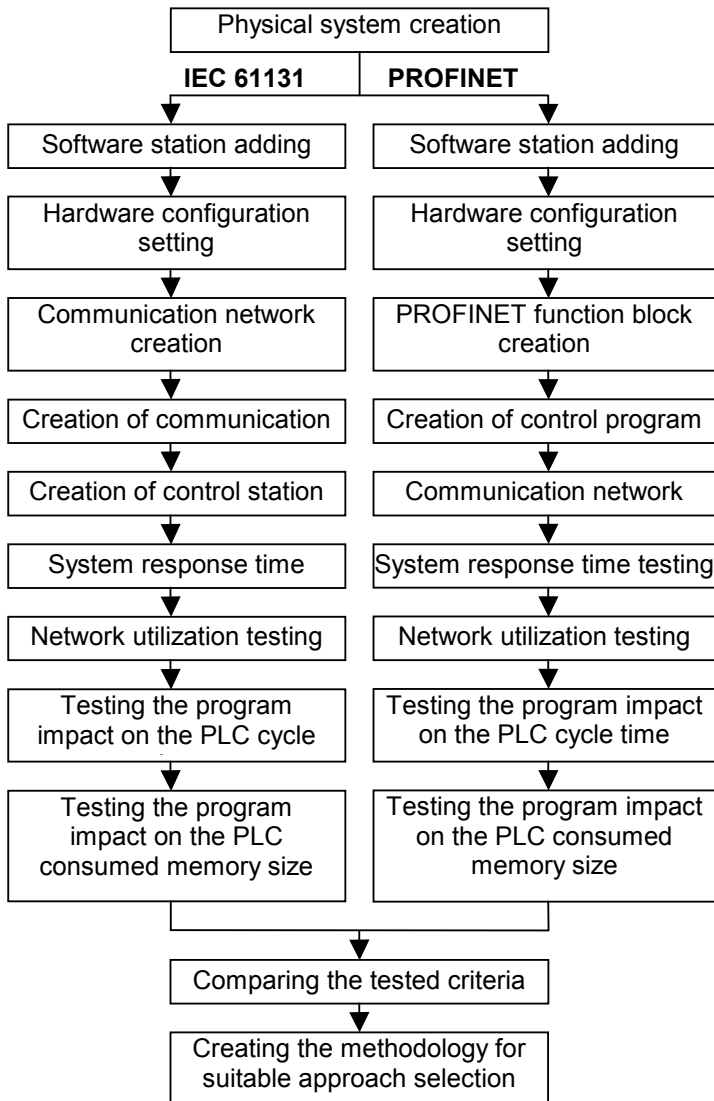 Physical system creation
IEC 61131
PROFINET
Software station adding
Software station adding
Hardware configuration
setting
Hardware configuration
setting
Communication network
creation
PROFINET function block
creation
Creation of communication
Creation of control program
Creation of control station
Communication network
System response time
System response time testing
Network utilization testing
Network utilization testing
Testing the program
impact on the PLC cycle
Testing the program impact
on the PLC cycle time
Testing the program
impact on the PLC
consumed memory size
Testing the program impact
on the PLC consumed
memory size
Comparing the tested criteria
Creating the methodology for
suitable approach selection